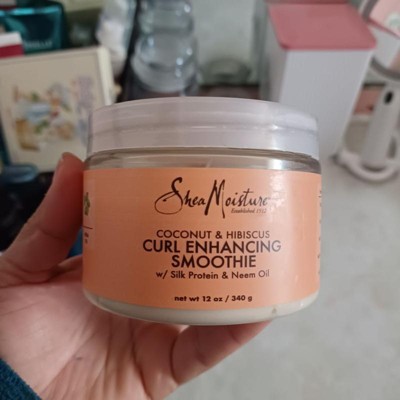 SheaMoisture
Established 1912
COCONUT & HIBISCUS
CURL ENHANCING
SMOOTHIE
w/ Silk Protein & Neem Oil
net wt 12 oz / 340 g